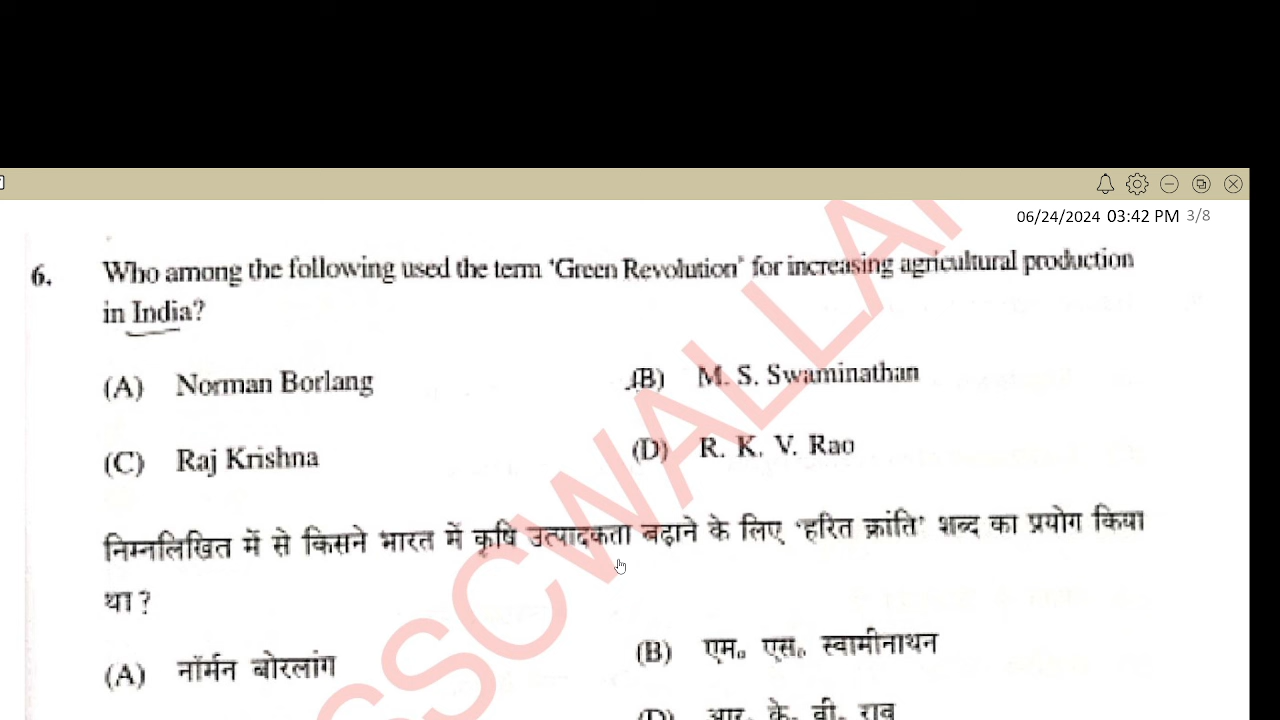 06/24/2024 03:42 PM 3/8
6. Who among the following used the term ‘Green Revolution’ for increasing agricultural production
in India?
(A) Norman Borlang (B) M. S. Swaminathan
(C) Raj Krishna (D) R. K. V. Rao
निम्नलिखित में से किसने भारत में कृषि उत्पादकता बढ़ाने के लिए ‘हरित क्रांति’ शब्द का प्रयोग किया
था ?
(A) नॉर्मन बोरलांग (B) एम॰ एस॰ स्वामीनाथन
(D) आर. के. वी. राव
SSCWALLAH